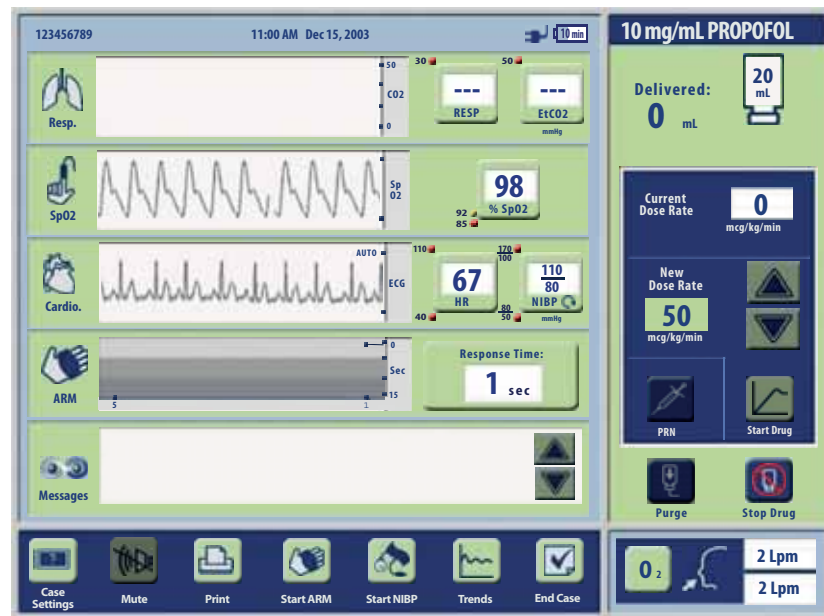 123456789
11:00 AM Dec 15, 2003
10 min
Resp.
50
CO2
0
30
---
RESP
50
---
EtCO2
mmHg
SpO2
Sp
O2
92
85
98
% SpO2
Cardio.
AUTO
ECG
110
40
67
HR
170
100
80
50
110
80
NIBP
mmHg
ARM
0
Sec
15
5
1
Response Time:
1 sec
Messages
Case
Settings
Mute
Print
Start ARM
Start NIBP
Trends
End Case
10 mg/mL PROPOFOL
Delivered:
0 mL
20
mL
Current
Dose Rate
0
mcg/kg/min
New
Dose Rate
50
mcg/kg/min
PRN
Start Drug
Purge
Stop Drug
O2
2 Lpm
2 Lpm